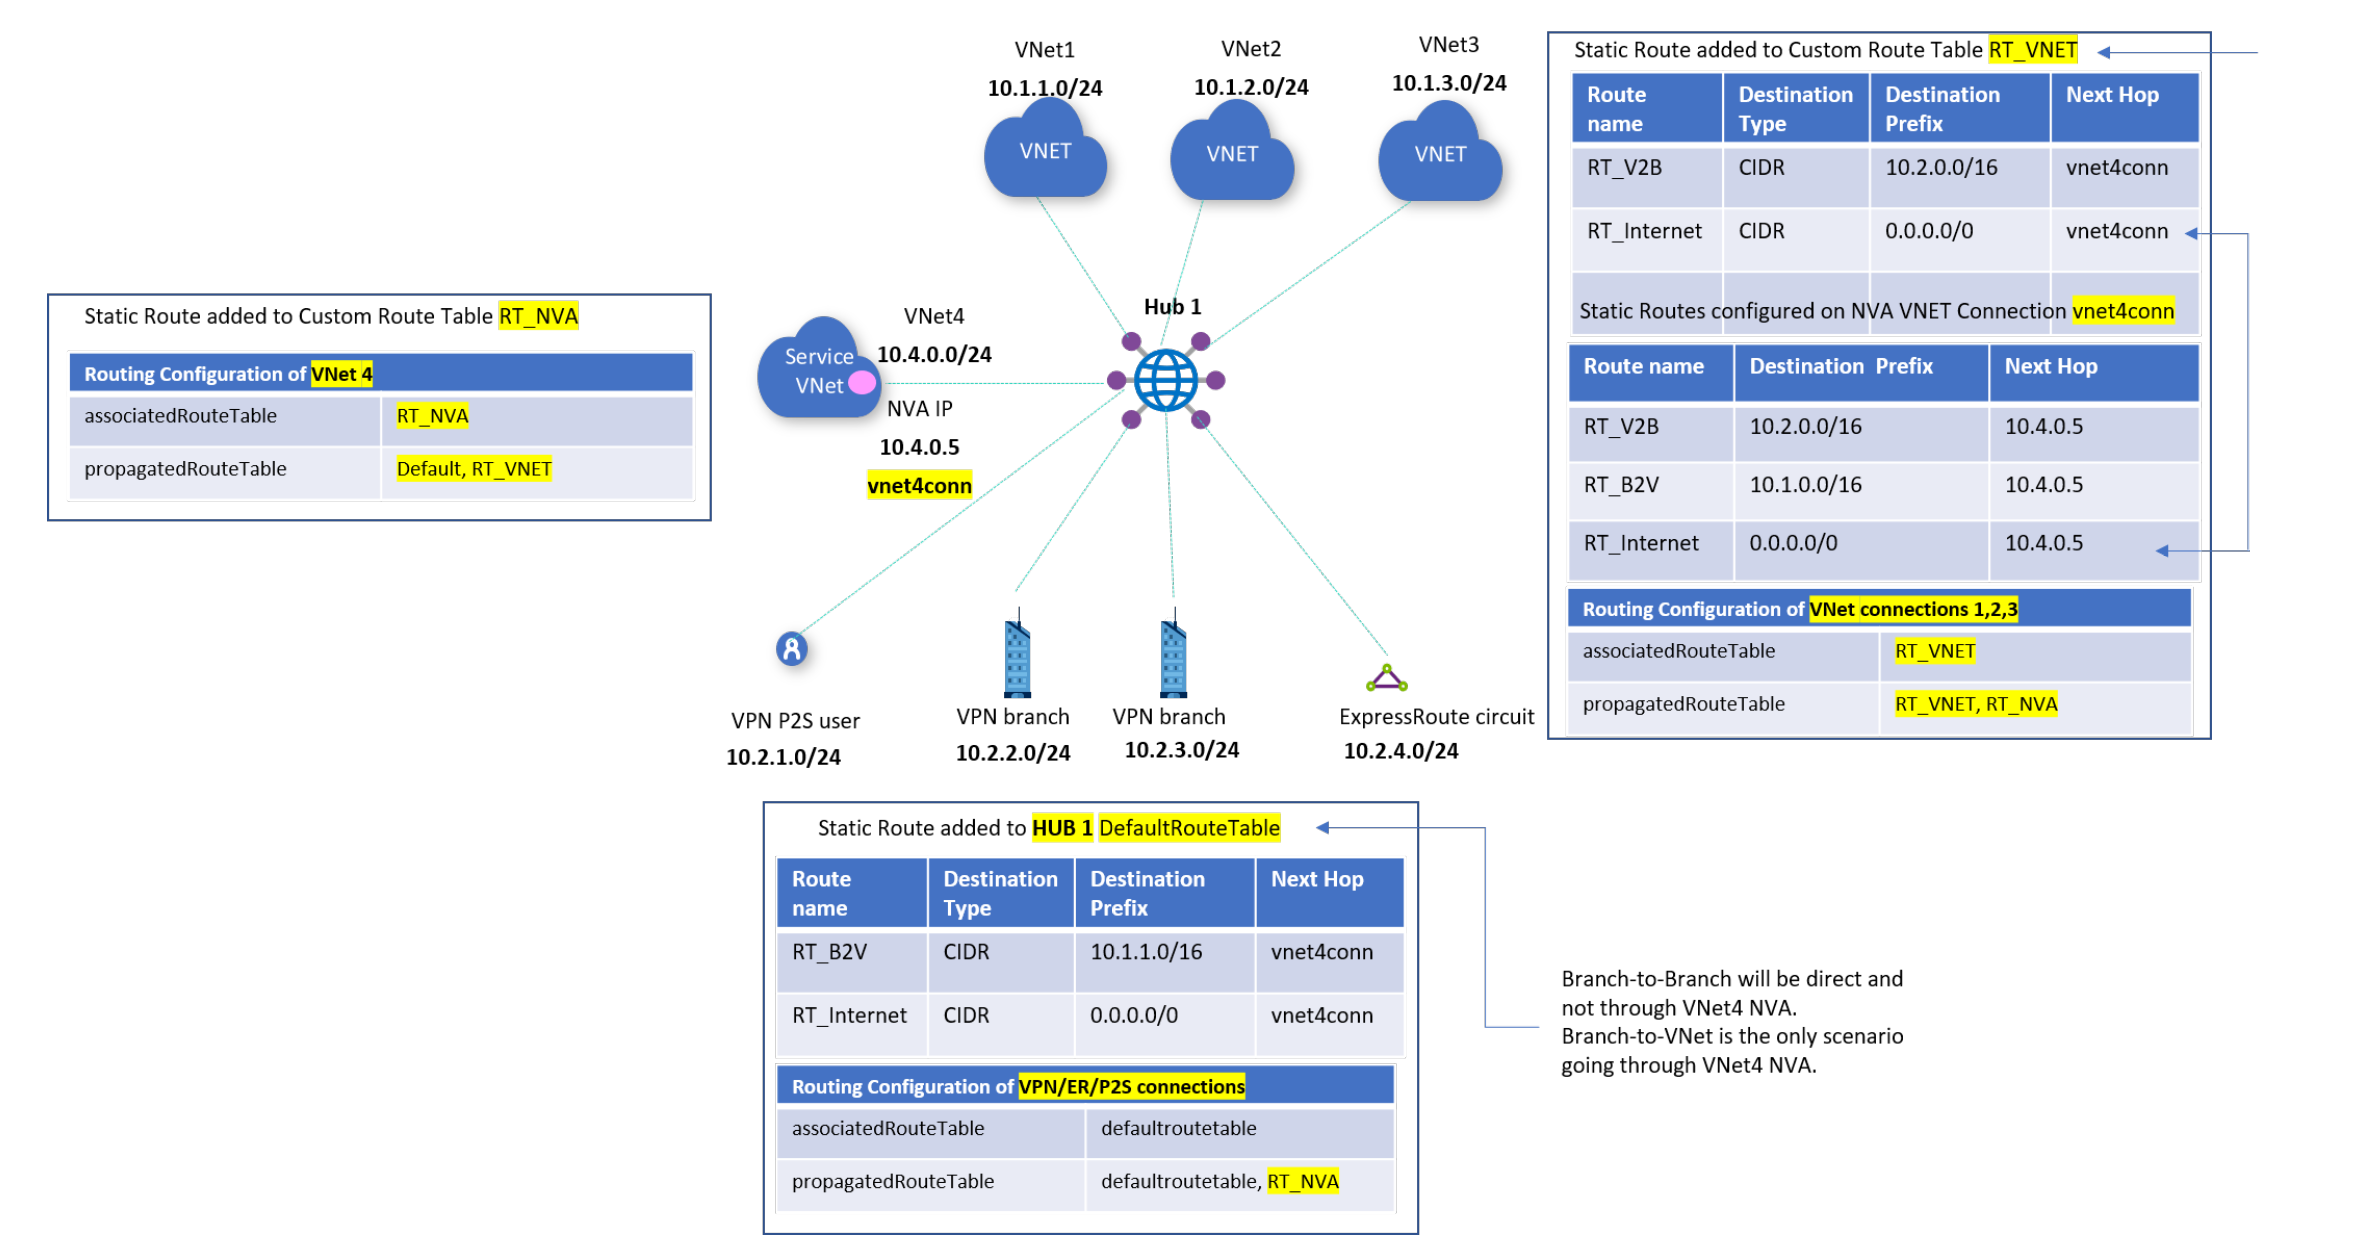 VNet1
10.1.1.0/24
VNET
VNet2
10.1.2.0/24
VNET
VNet3
10.1.3.0/24
VNET
Hub 1
VNet4
10.4.0.0/24
Service
VNet
NVA IP
10.4.0.5
vnet4conn
Static Route added to Custom Route Table RT_NVA
Routing Configuration of VNet 4
associatedRouteTable RT_NVA
propagatedRouteTable Default, RT_VNET
VPN P2S user
10.2.1.0/24
VPN branch
10.2.2.0/24
VPN branch
10.2.3.0/24
ExpressRoute circuit
10.2.4.0/24
Static Route added to Custom Route Table RT_VNET
Route name Destination Type Destination Prefix Next Hop
RT_V2B CIDR 10.2.0.0/16 vnet4conn
RT_Internet CIDR 0.0.0.0/0 vnet4conn
Static Routes configured on NVA VNET Connection vnet4conn
Route name Destination Prefix Next Hop
RT_V2B 10.2.0.0/16 10.4.0.5
RT_B2V 10.1.0.0/16 10.4.0.5
RT_Internet 0.0.0.0/0 10.4.0.5
Routing Configuration of VNet connections 1,2,3
associatedRouteTable RT_VNET
propagatedRouteTable RT_VNET, RT_NVA
Static Route added to HUB 1 DefaultRouteTable
Route name Destination Type Destination Prefix Next Hop
RT_B2V CIDR 10.1.1.0/16 vnet4conn
RT_Internet CIDR 0.0.0.0/0 vnet4conn
Routing Configuration of VPN/ER/P2S connections
associatedRouteTable defaultroutetable
propagatedRouteTable defaultroutetable, RT_NVA
Branch-to-Branch will be direct and
not through VNet4 NVA.
Branch-to-VNet is the only scenario
going through VNet4 NVA.